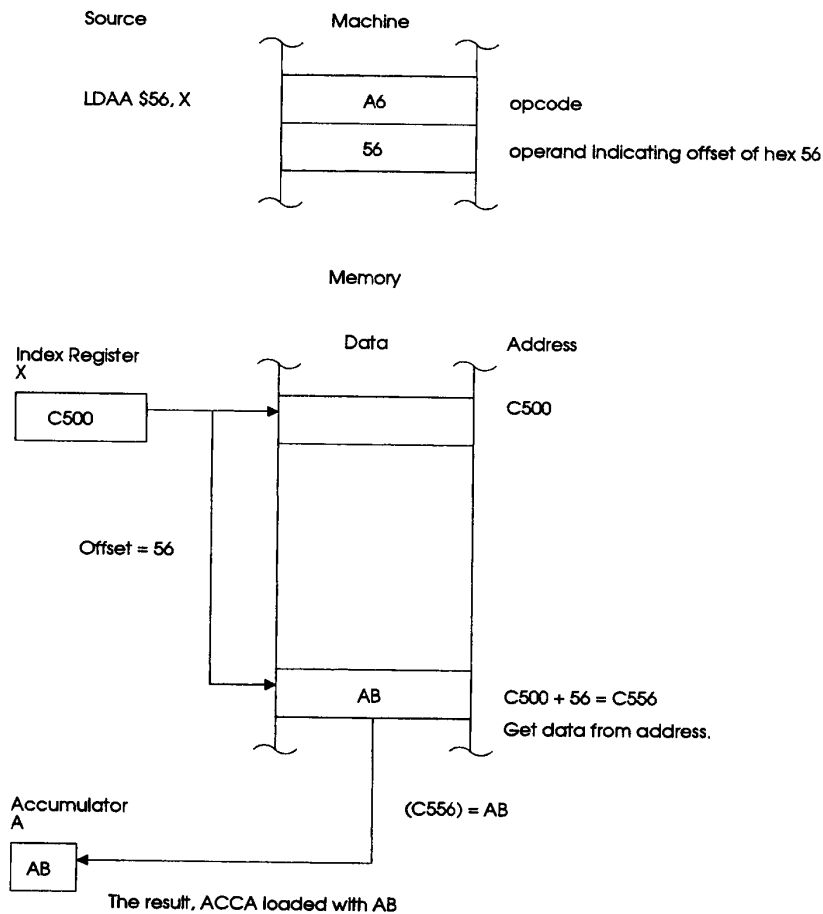 Source Machine
LDAA $56, X A6 opcode
56 operand indicating offset of hex 56
Memory
Data Address
Index Register
X
C500 C500
Offset = 56
AB C500 + 56 = C556
Get data from address.
(C556) = AB
Accumulator
A
AB
The result, ACCA loaded with AB